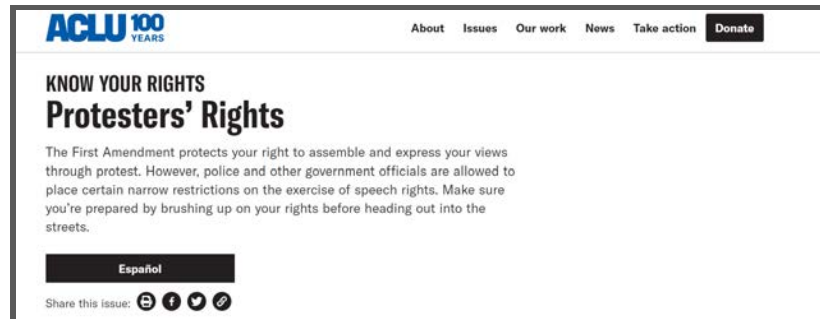 ACLU 100 YEARS
About Issues Our work News Take action Donate
KNOW YOUR RIGHTS
Protesters' Rights
The First Amendment protects your right to assemble and express your views
through protest. However, police and other government officials are allowed to
place certain narrow restrictions on the exercise of speech rights. Make sure
you're prepared by brushing up on your rights before heading out into the
streets.
Español
Share this issue: